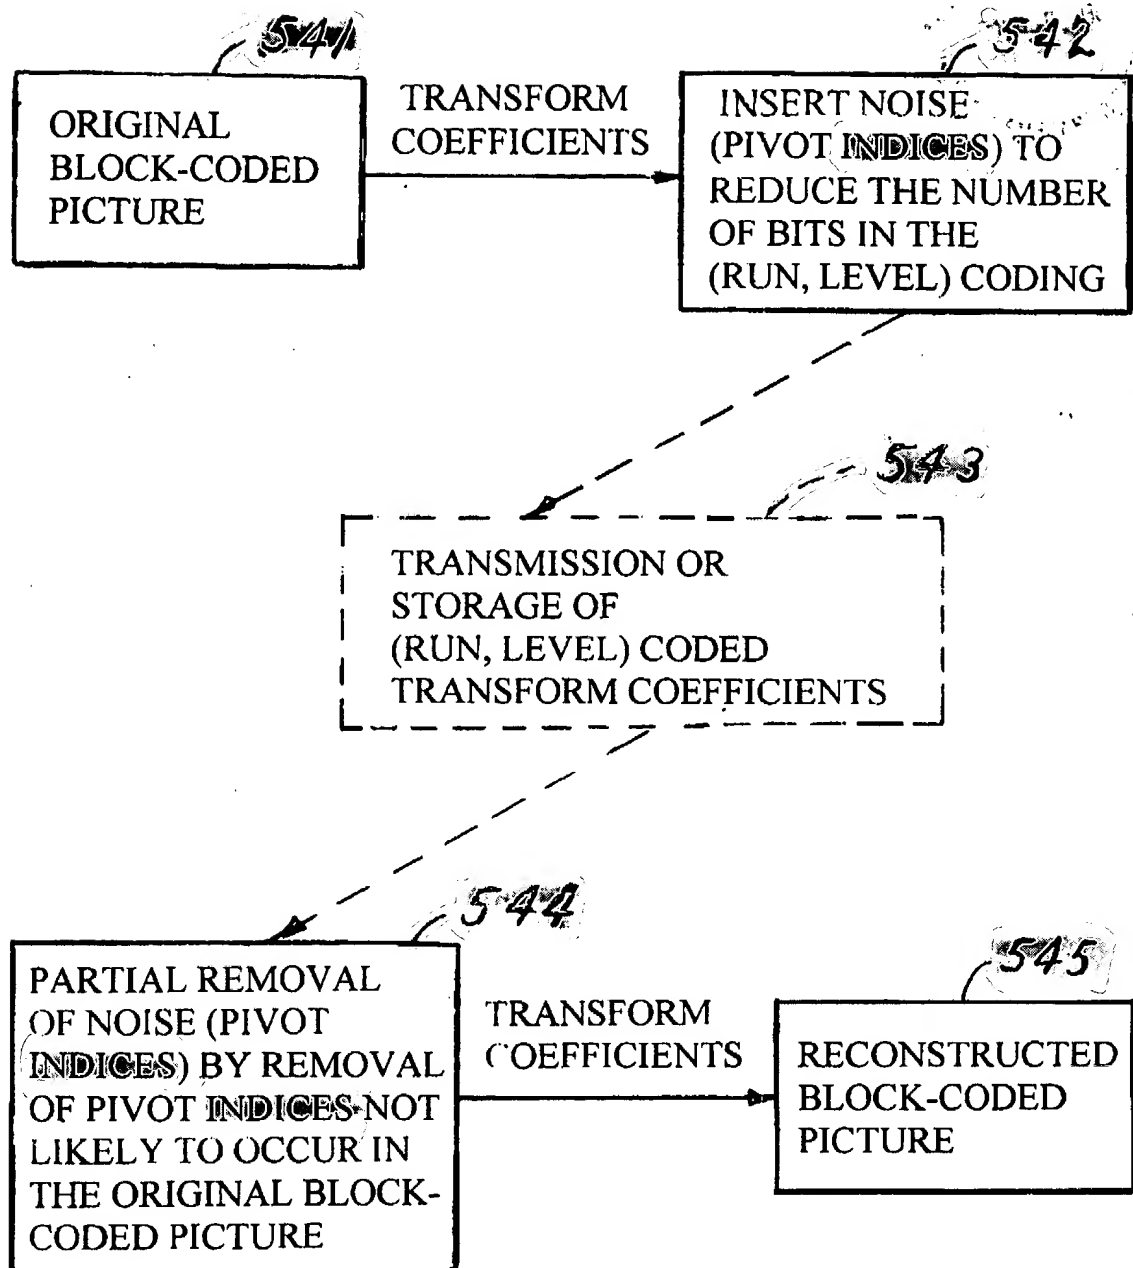 541
ORIGINAL
BLOCK-CODED
PICTURE
TRANSFORM
COEFFICIENTS
542
INSERT NOISE
(PIVOT INDICES) TO
REDUCE THE NUMBER
OF BITS IN THE
(RUN, LEVEL) CODING
543
TRANSMISSION OR
STORAGE OF
(RUN, LEVEL) CODED
TRANSFORM COEFFICIENTS
544
PARTIAL REMOVAL
OF NOISE (PIVOT
INDICES) BY REMOVAL
OF PIVOT INDICES NOT
LIKELY TO OCCUR IN
THE ORIGINAL BLOCK-
CODED PICTURE
TRANSFORM
COEFFICIENTS
545
RECONSTRUCTED
BLOCK-CODED
PICTURE